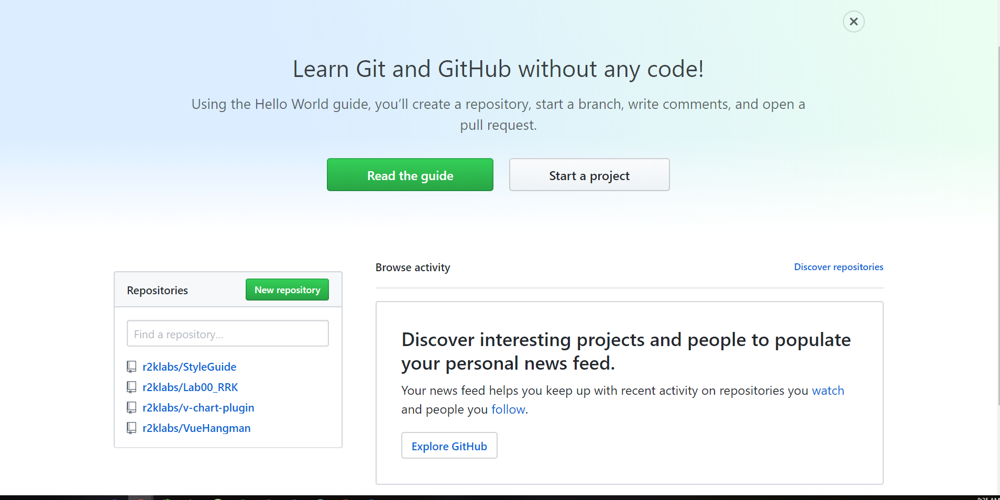 Learn Git and GitHub without any code!
Using the Hello World guide, you’ll create a repository, start a branch, write comments, and open a
pull request.
Read the guide
Start a project
Repositories
New repository
Find a repository...
r2klabs/StyleGuide
r2klabs/Lab00_RRK
r2klabs/v-chart-plugin
r2klabs/VueHangman
Browse activity
Discover repositories
Discover interesting projects and people to populate
your personal news feed.
Your news feed helps you keep up with recent activity on repositories you watch
and people you follow.
Explore GitHub